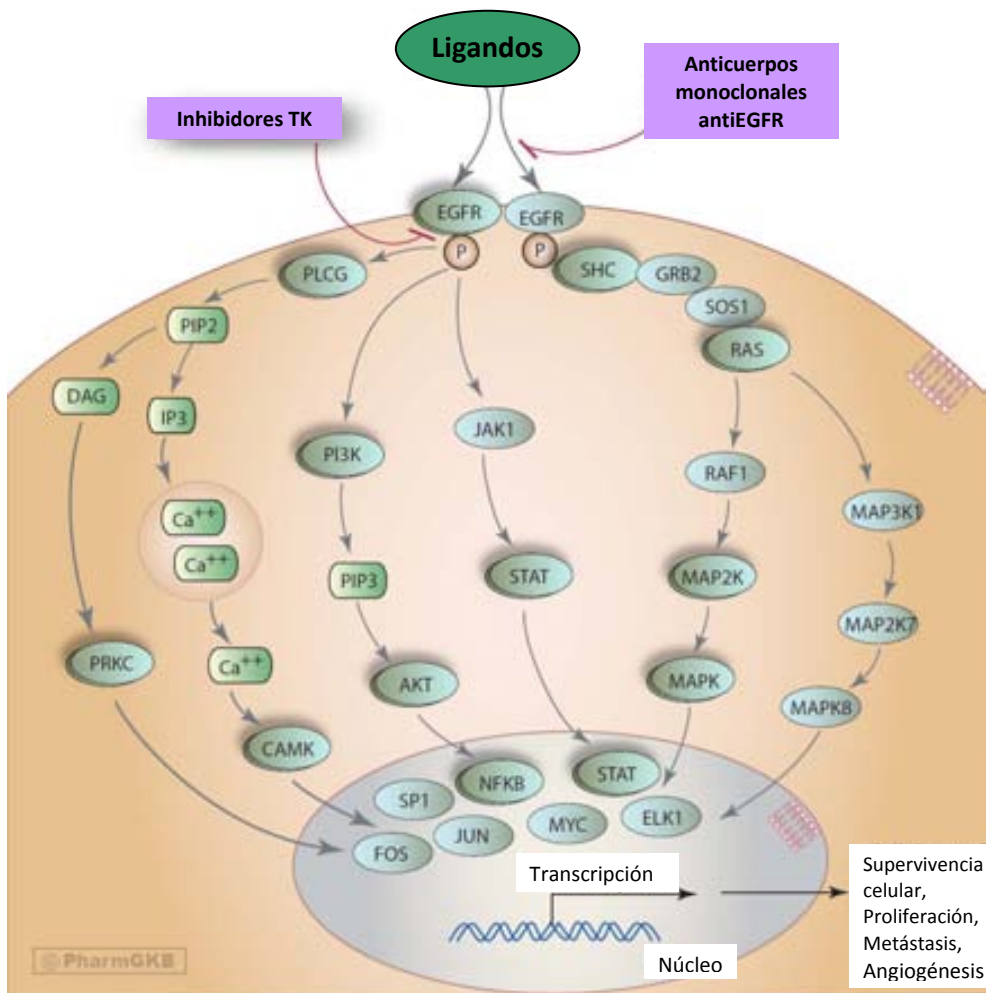 Ligandos
Anticuerpos
monoclonales
antiEGFR
Inhibidores TK
EGFR
EGFR
P
P
PLCG
SHC
GRB2
SOS1
RAS
PIP2
DAG
IP3
PI3K
JAK1
RAF1
MAP3K1
Ca++
Ca++
PIP3
STAT
MAP2K
MAP2K7
PRKC
Ca++
AKT
MAPK
MAPK8
CAMK
NFKB
STAT
SP1
ELK1
MYC
JUN
FOS
Transcripción
Supervivencia
celular,
Proliferación,
Metástasis,
Angiogénesis
Núcleo
©PharmGKB